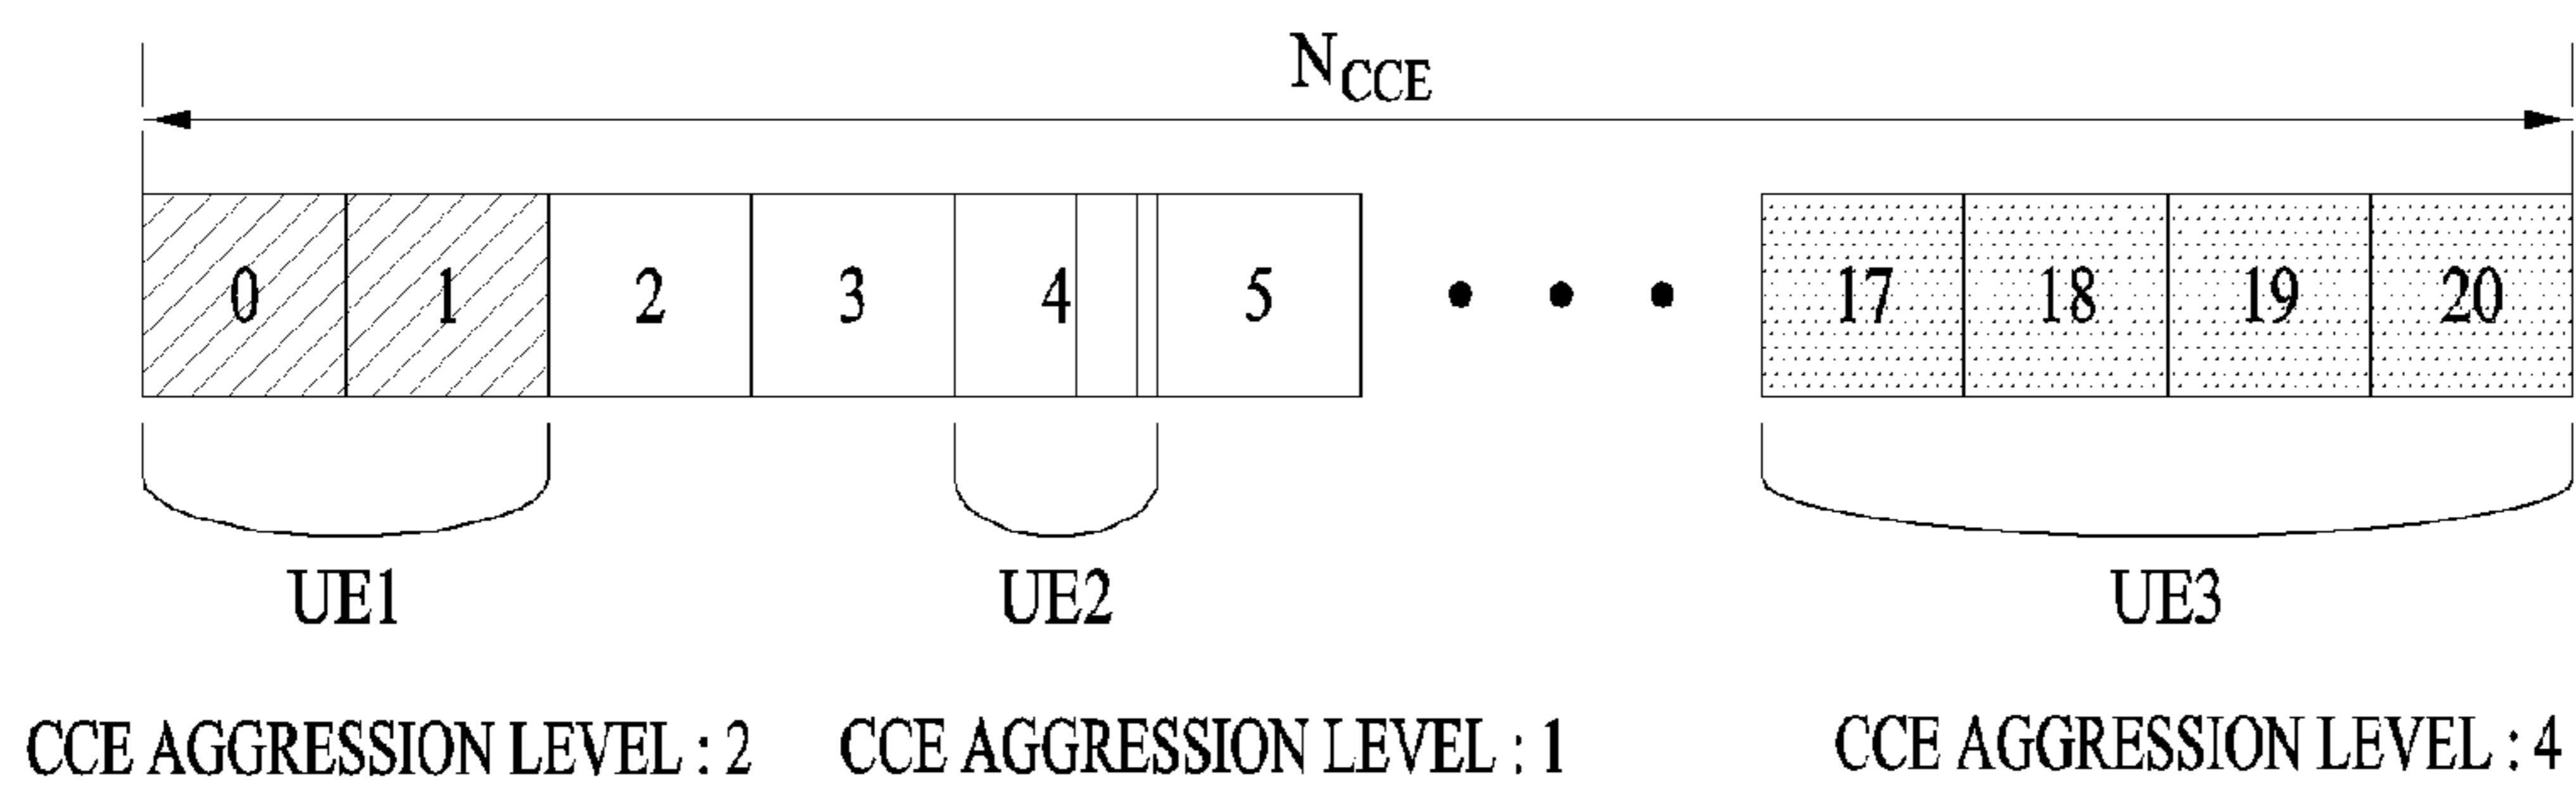 N_CCE
0 1 2 3 4 5 • • • 17 18 19 20
UE1 UE2 UE3
CCE AGGRESSION LEVEL : 2 CCE AGGRESSION LEVEL : 1 CCE AGGRESSION LEVEL : 4